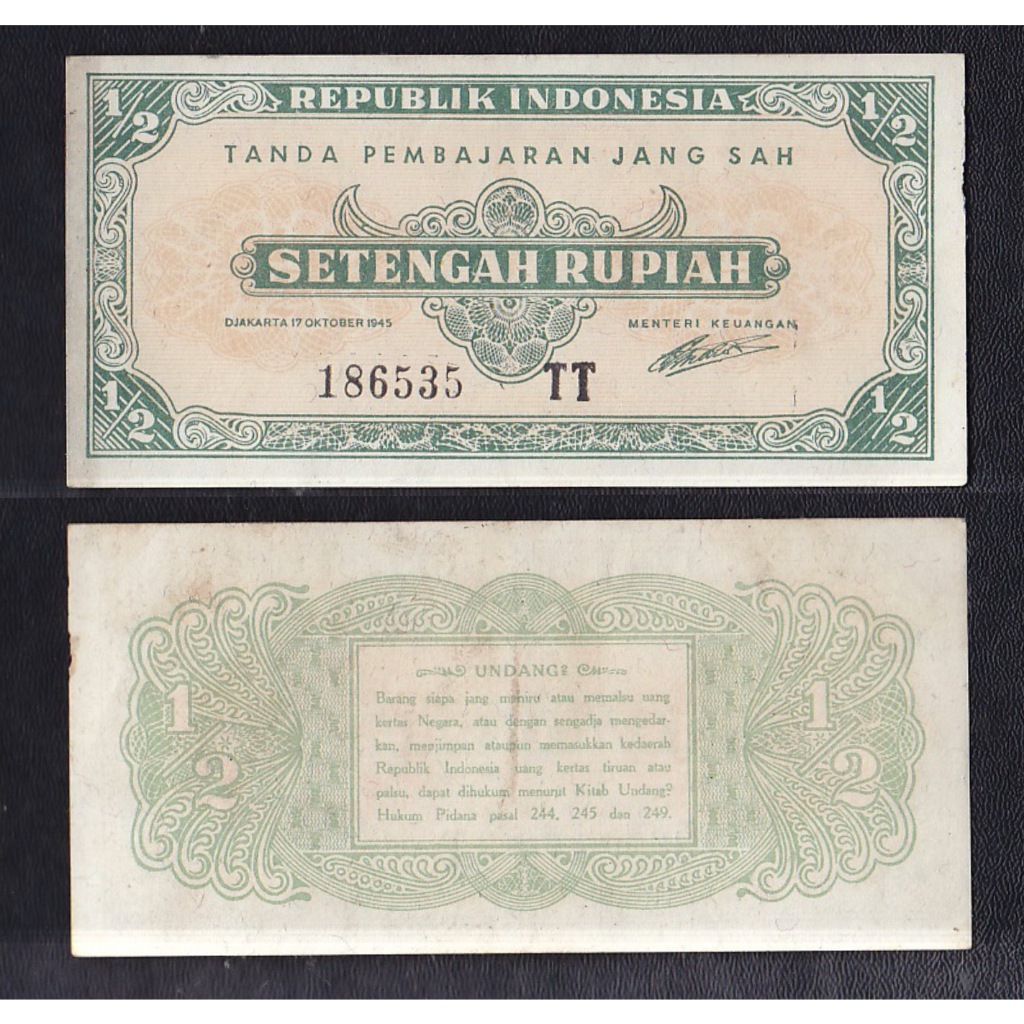 1/2 REPUBLIK INDONESIA 1/2
TANDA PEMBAJARAN JANG SAH
SETENGAH RUPIAH
DJAKARTA 17 OKTOBER 1945 MENTERI KEUANGAN,
186535 TT
1/2 1/2
UNDANG2
Barang siapa jang meniru atau memalsu uang
kertas Negara, atau dengan sengadja mengedar-
kan, menjimpan ataupun memasukkan kedaerah
Republik Indonesia uang kertas tiruan atau
palsu, dapat dihukum menurut Kitab Undang2
Hukum Pidana pasal 244, 245 dan 249.
1/2 1/2